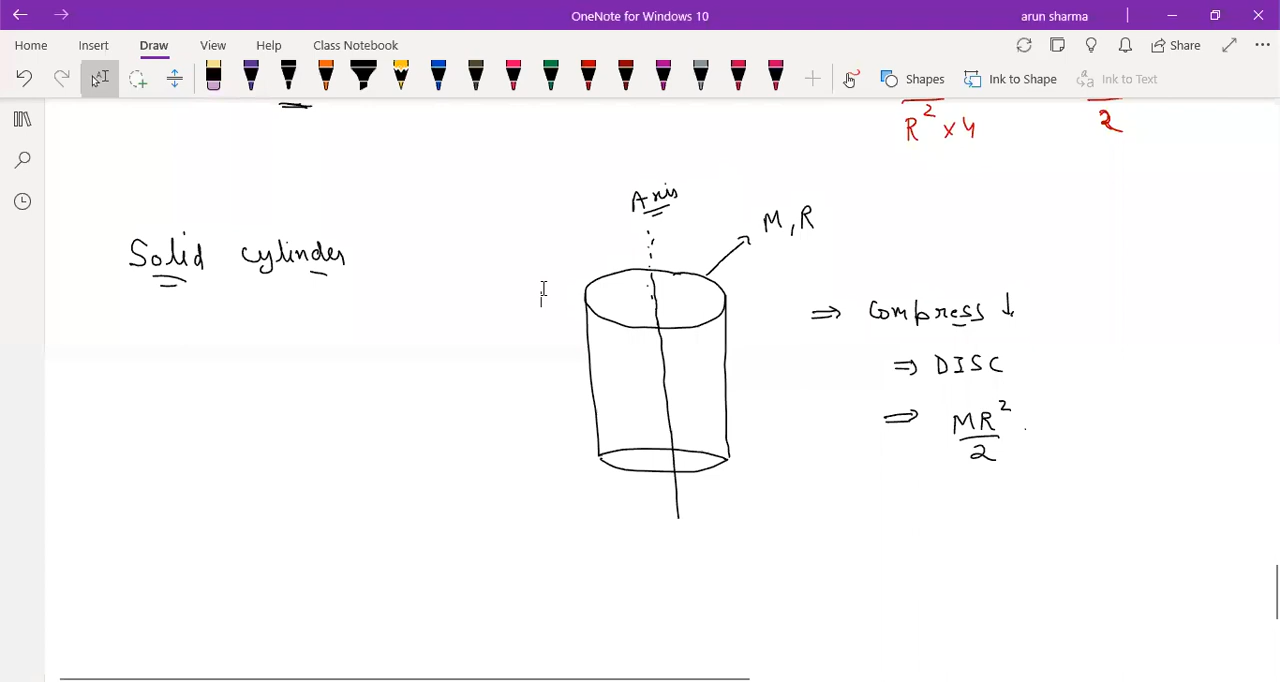 OneNote for Windows 10
arun sharma
Home Insert Draw View Help Class Notebook
Share
Shapes Ink to Shape Ink to Text
R² × 4
2
Axis
M, R
Solid cylinder
⇒ Compress ↓
⇒ DISC
⇒ MR²
2